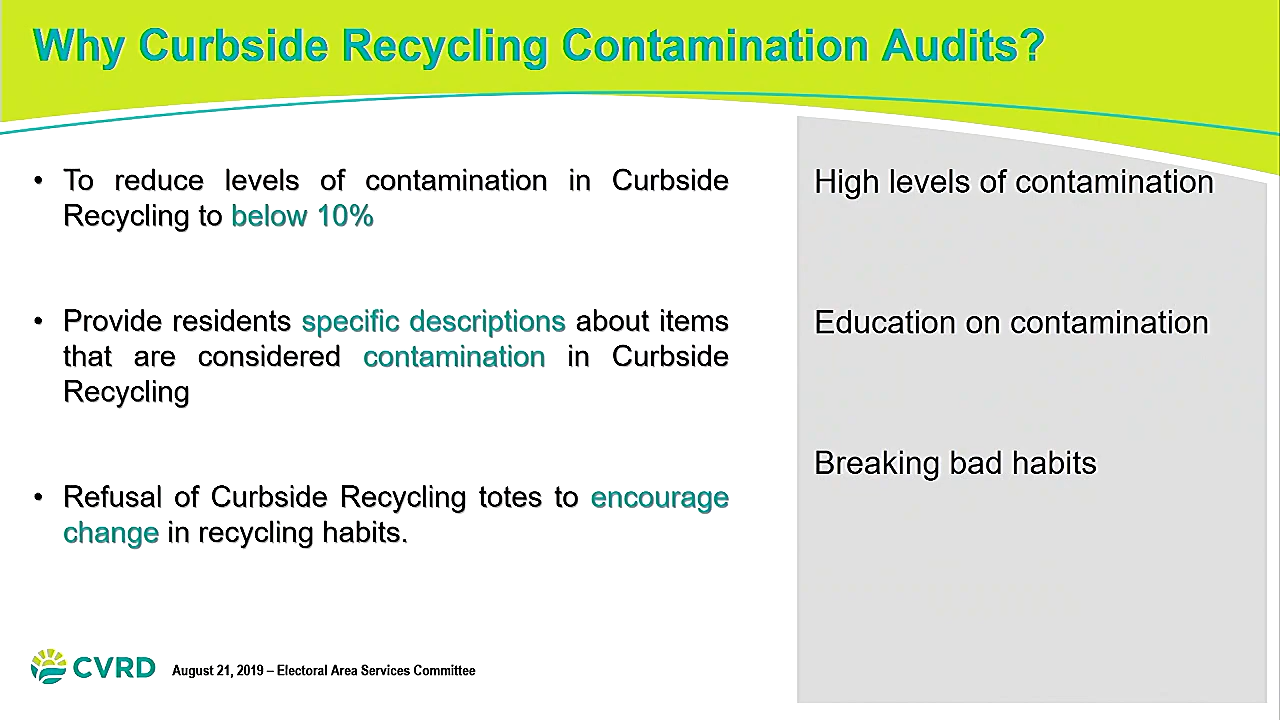 Why Curbside Recycling Contamination Audits?
• To reduce levels of contamination in Curbside
Recycling to below 10%
• Provide residents specific descriptions about items
that are considered contamination in Curbside
Recycling
• Refusal of Curbside Recycling totes to encourage
change in recycling habits.
High levels of contamination
Education on contamination
Breaking bad habits
CVRD
August 21, 2019 – Electoral Area Services Committee